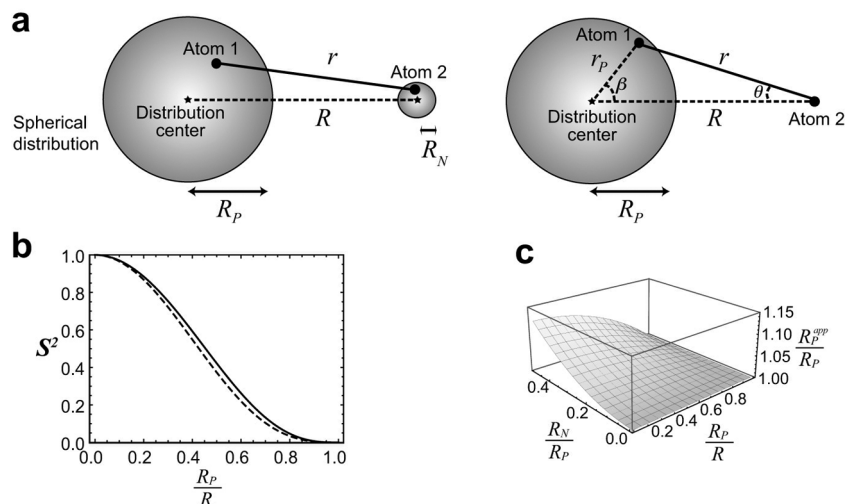 a
Atom 1
r
Atom 2
Distribution
center
R
Spherical
distribution
R_N
R_P
Atom 1
r_P
r
β
θ
Distribution
center
R
Atom 2
R_P
b
1.0
0.8
0.6
0.4
0.2
0.0
S²
0.0 0.2 0.4 0.6 0.8 1.0
R_P
R
c
1.15
1.10
1.05
1.00
R_P^app
R_P
0.4
0.2
0.0
R_N
R_P
0.2 0.4 0.6 0.8
R_P
R